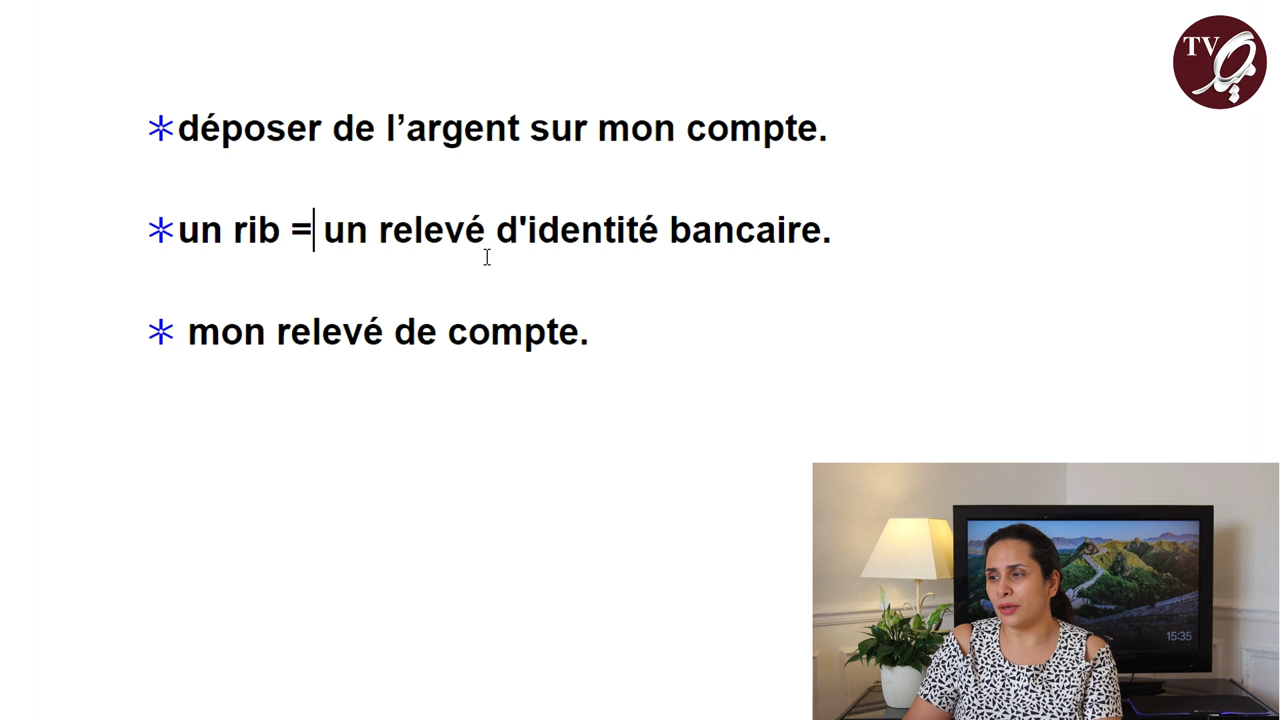 TV
*déposer de l’argent sur mon compte.
*un rib = un relevé d'identité bancaire.
* mon relevé de compte.
15:35